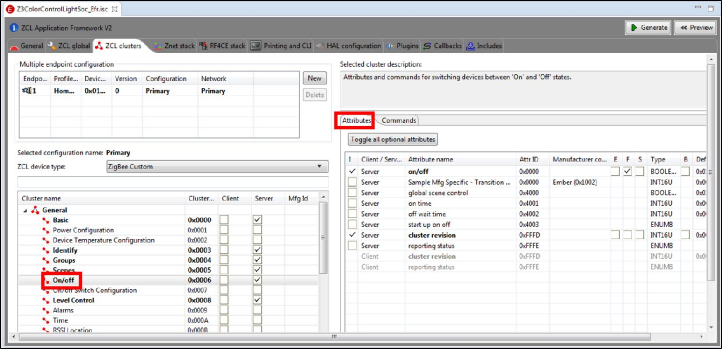 Z3ColorControlLightSoc_Efr.isc
ZCL Application Framework V2
Generate
Preview
General
ZCL global
ZCL clusters
Znet stack
RF4CE stack
Printing and CLI
HAL configuration
Plugins
Callbacks
Includes
Multiple endpoint configuration
Endpo... Profile... Devic... Version Configuration Network
1 Hom... 0x01... 0 Primary Primary
New
Delete
Selected configuration name: Primary
ZCL device type: ZigBee Custom
Cluster name Cluster... Client Server Mfg Id
General
Basic 0x0000
Power Configuration 0x0001
Device Temperature Configuration 0x0002
Identify 0x0003
Groups 0x0004
Scenes 0x0005
On/off 0x0006
On/off Switch Configuration 0x0007
Level Control 0x0008
Alarms 0x0009
Time 0x000A
RSSI Location 0x000B
Selected cluster description:
Attributes and commands for switching devices between 'On' and 'Off' states.
Attributes
Commands
Toggle all optional attributes
I Client / Serv... Attribute name Attr ID Manufacturer co... E F S Type B Def
Server on/off 0x0000 BOOLE... 0x0
Server Sample Mfg Specific - Transition ... 0x0000 Ember (0x1002) INT16U
Server global scene control 0x4000 BOOLE...
Server on time 0x4001 INT16U
Server off wait time 0x4002 INT16U
Server start up on off 0x4003 ENUM8
Server cluster revision 0xFFFD INT16U 0x0
Server reporting status 0xFFFE ENUM8
Client cluster revision 0xFFFD INT16U 0x0
Client reporting status 0xFFFE ENUM8